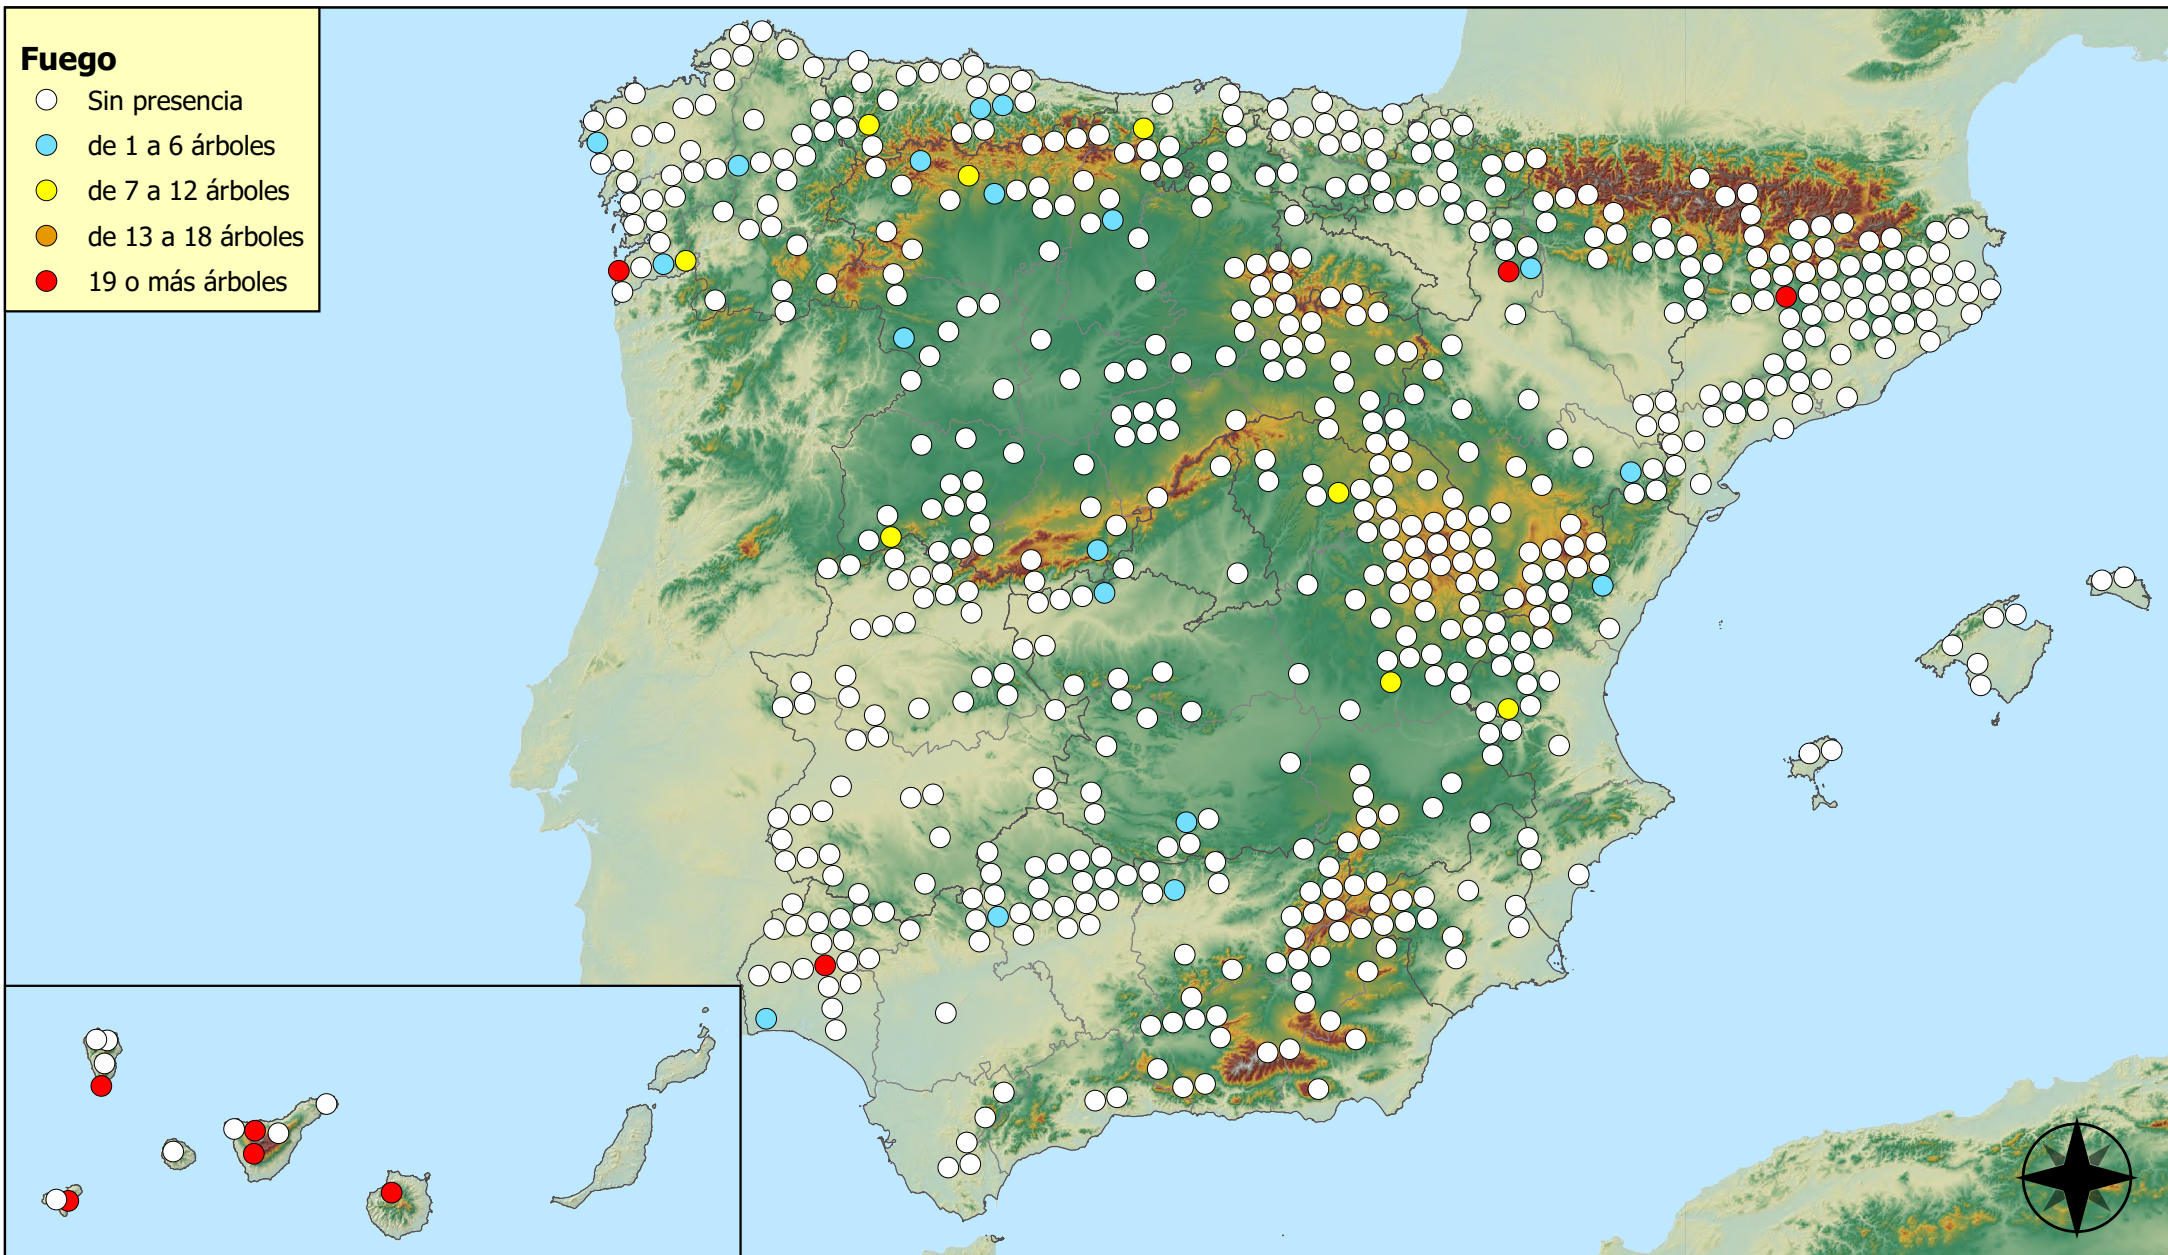 Fuego
Sin presencia
de 1 a 6 árboles
de 7 a 12 árboles
de 13 a 18 árboles
19 o más árboles